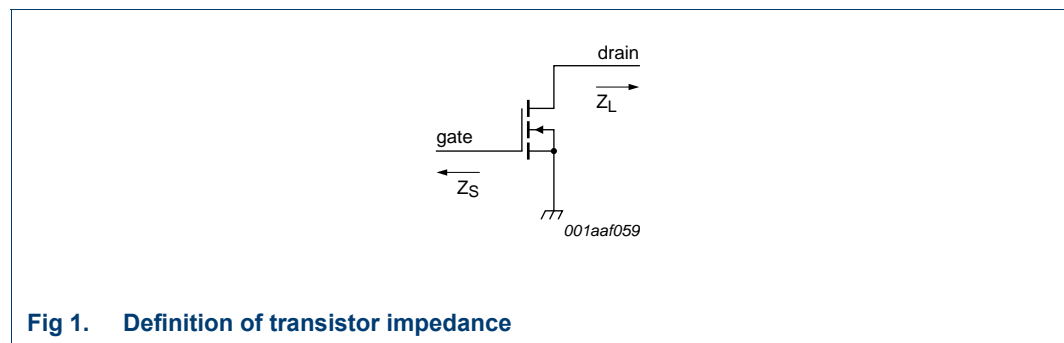 drain
Z_L
gate
Z_S
001aaf059
Fig 1. Definition of transistor impedance